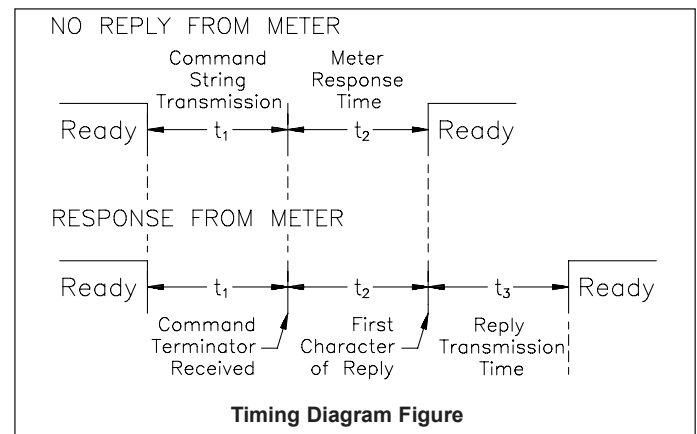 NO REPLY FROM METER
Command
String
Transmission
Meter
Response
Time
Ready t₁ t₂ Ready
RESPONSE FROM METER
Ready t₁ t₂ t₃ Ready
Command
Terminator
Received
First
Character
of Reply
Reply
Transmission
Time
Timing Diagram Figure